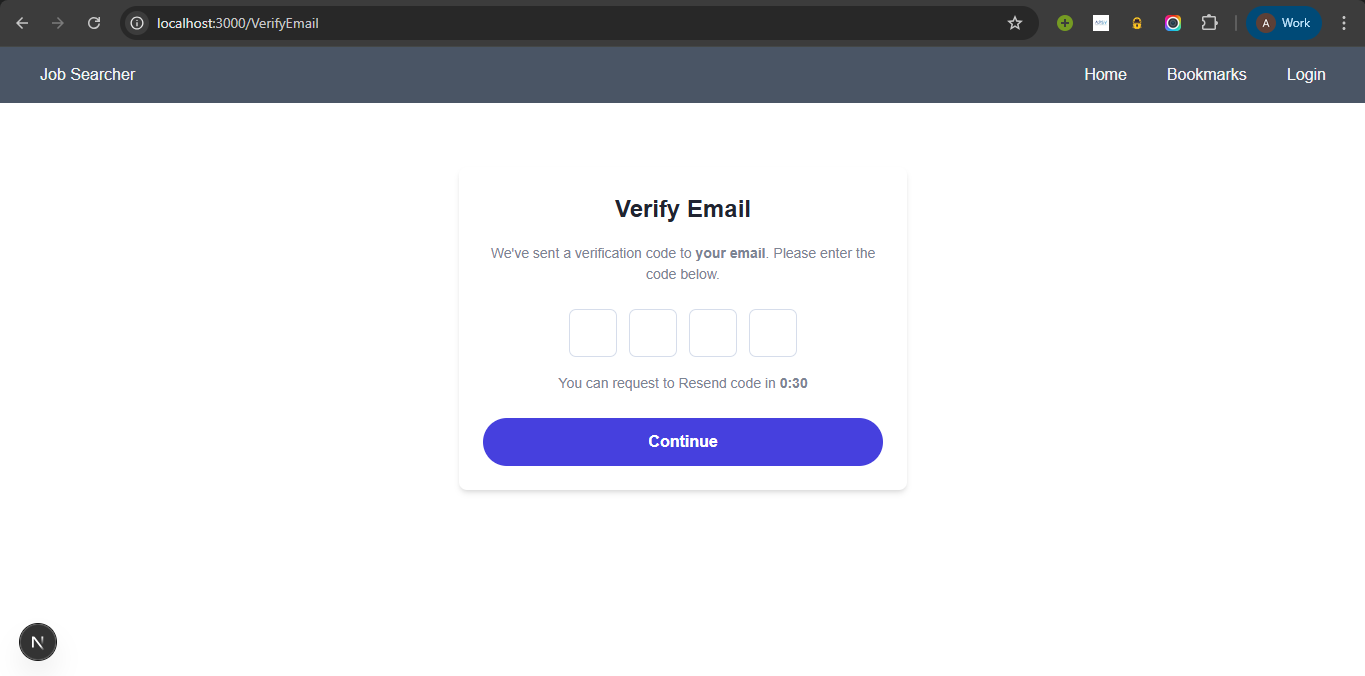 localhost:3000/VerifyEmail
A Work
Job Searcher
Home
Bookmarks
Login
Verify Email
We've sent a verification code to your email. Please enter the
code below.
You can request to Resend code in 0:30
Continue
N